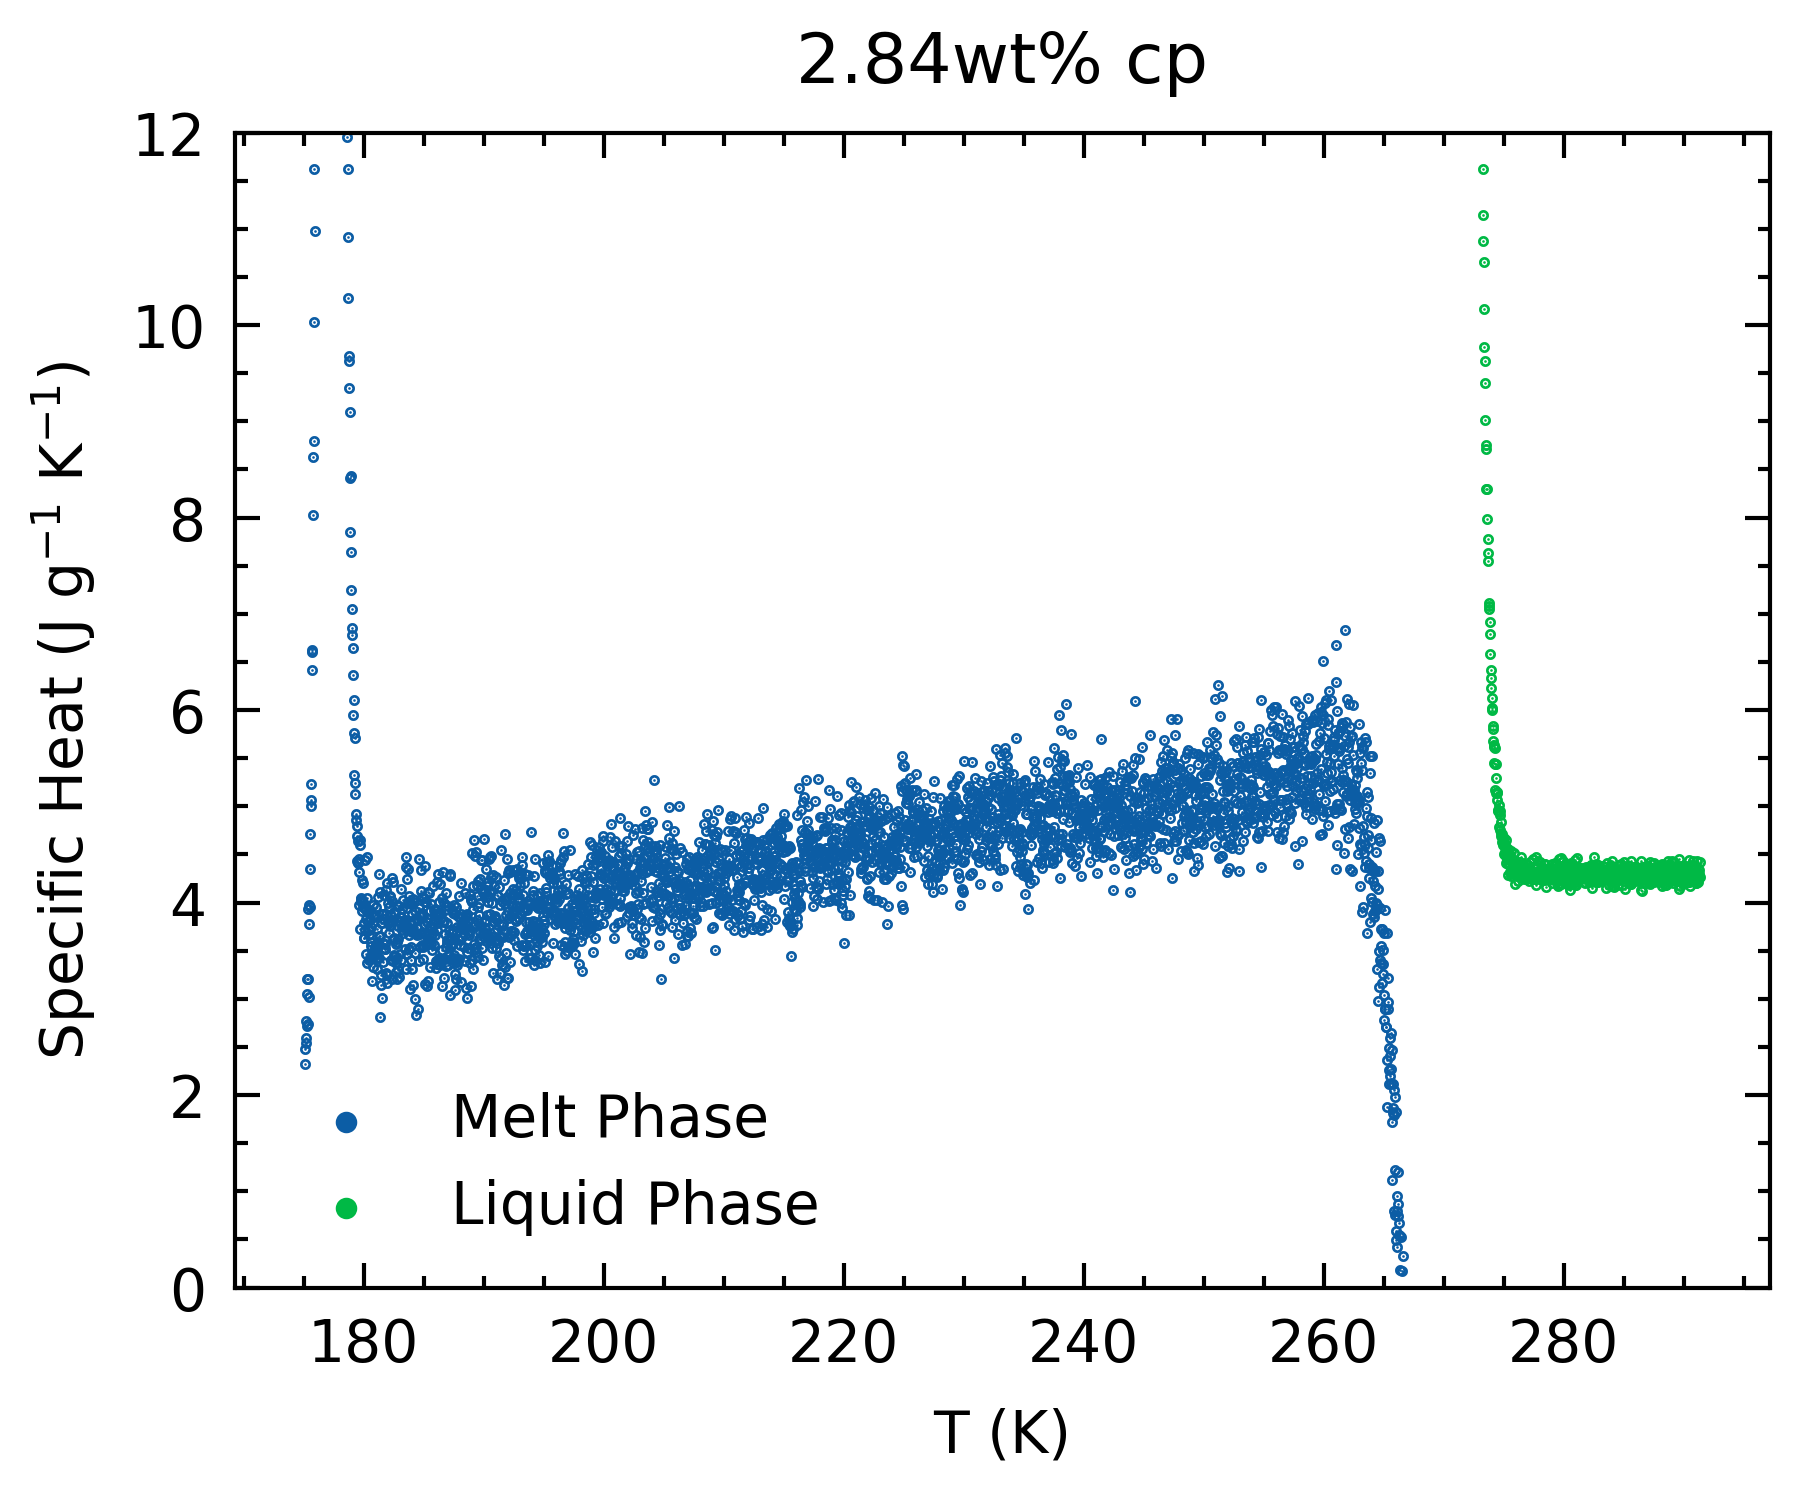 2.84wt% cp
12
10
8
6
4
2
0
Specific Heat (J g⁻¹ K⁻¹)
Melt Phase
Liquid Phase
180 200 220 240 260 280
T (K)